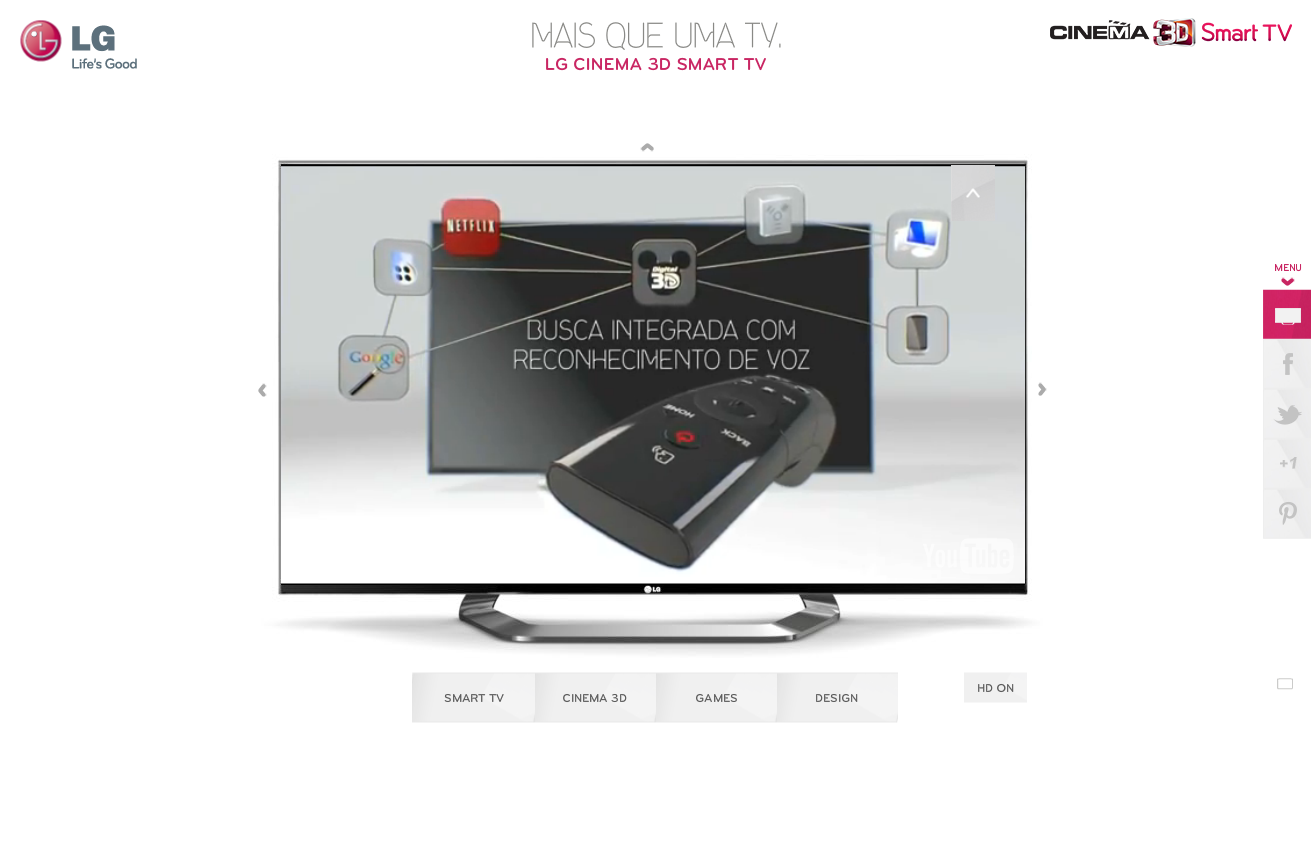 LG
Life's Good
MAIS QUE UMA TV.
LG CINEMA 3D SMART TV
CINEMA 3D Smart TV
NETFLIX
Digital
3D
Google
BUSCA INTEGRADA COM
RECONHECIMENTO DE VOZ
HOME
BACK
YouTube
LG
MENU
+1
SMART TV
CINEMA 3D
GAMES
DESIGN
HD ON